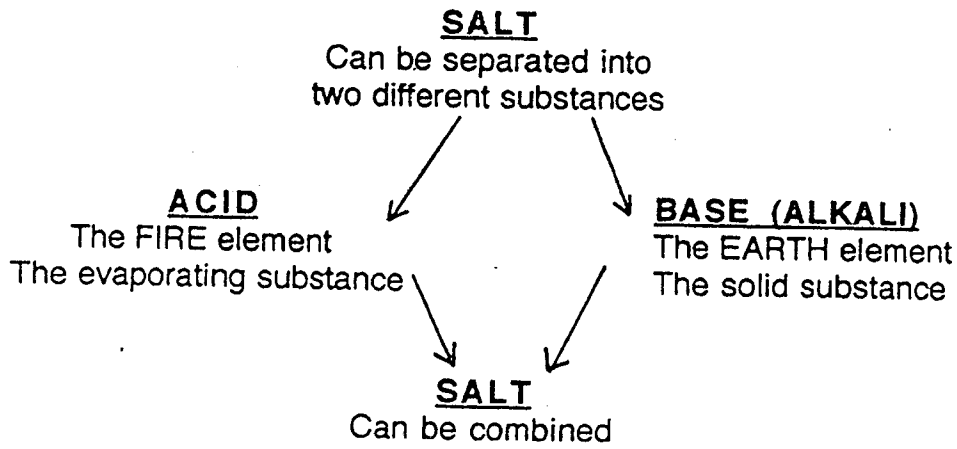 SALT
Can be separated into
two different substances
ACID
The FIRE element
The evaporating substance
BASE (ALKALI)
The EARTH element
The solid substance
SALT
Can be combined